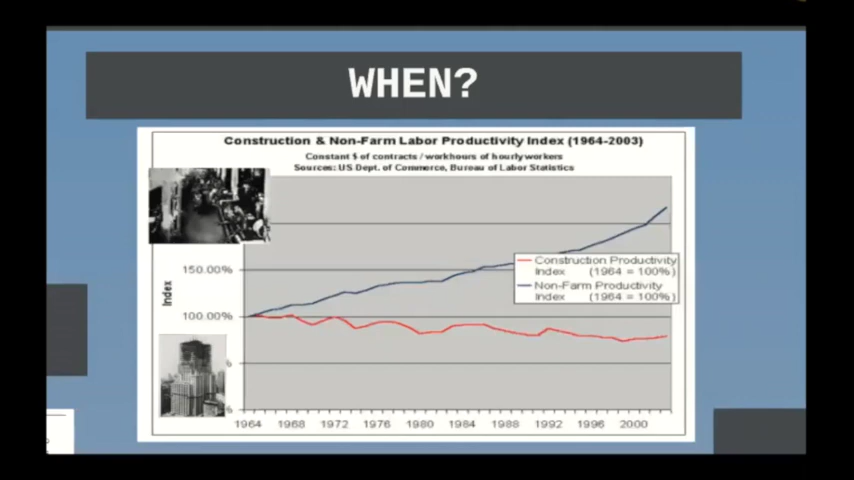 WHEN?
Construction & Non-Farm Labor Productivity Index (1964-2003)
Constant $ of contracts / workhours of hourly workers
Sources: US Dept. of Commerce, Bureau of Labor Statistics
150.00%
100.00%
%
%
Index
Construction Productivity
Index (1964 = 100%)
Non-Farm Productivity
Index (1964 = 100%)
1964 1968 1972 1976 1980 1984 1988 1992 1996 2000